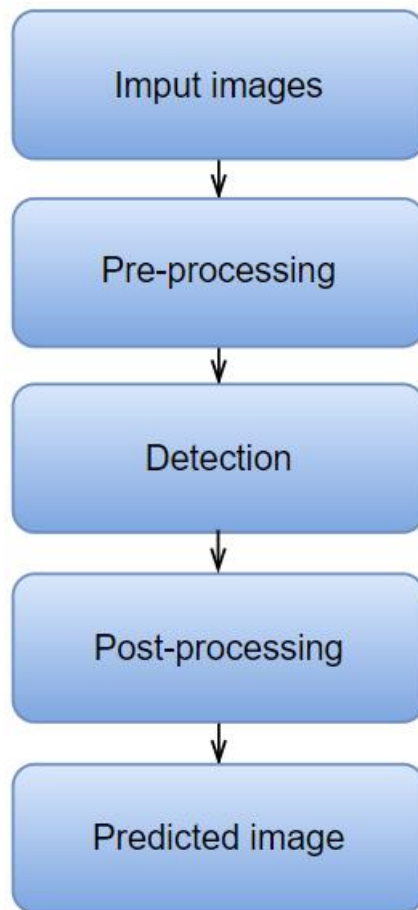 Imput images
Pre-processing
Detection
Post-processing
Predicted image